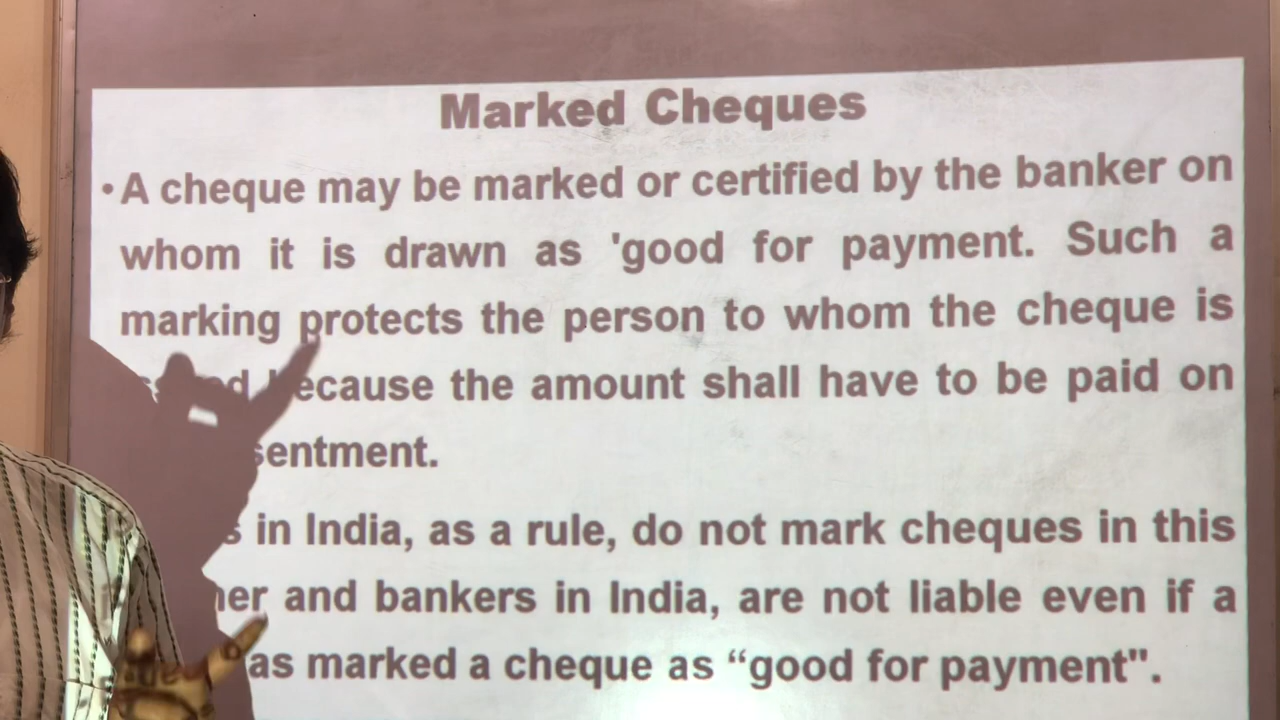 Marked Cheques
• A cheque may be marked or certified by the banker on
whom it is drawn as 'good for payment. Such a
marking protects the person to whom the cheque is
because the amount shall have to be paid on
in India, as a rule, do not mark cheques in this
and bankers in India, are not liable even if a
marked a cheque as “good for payment".